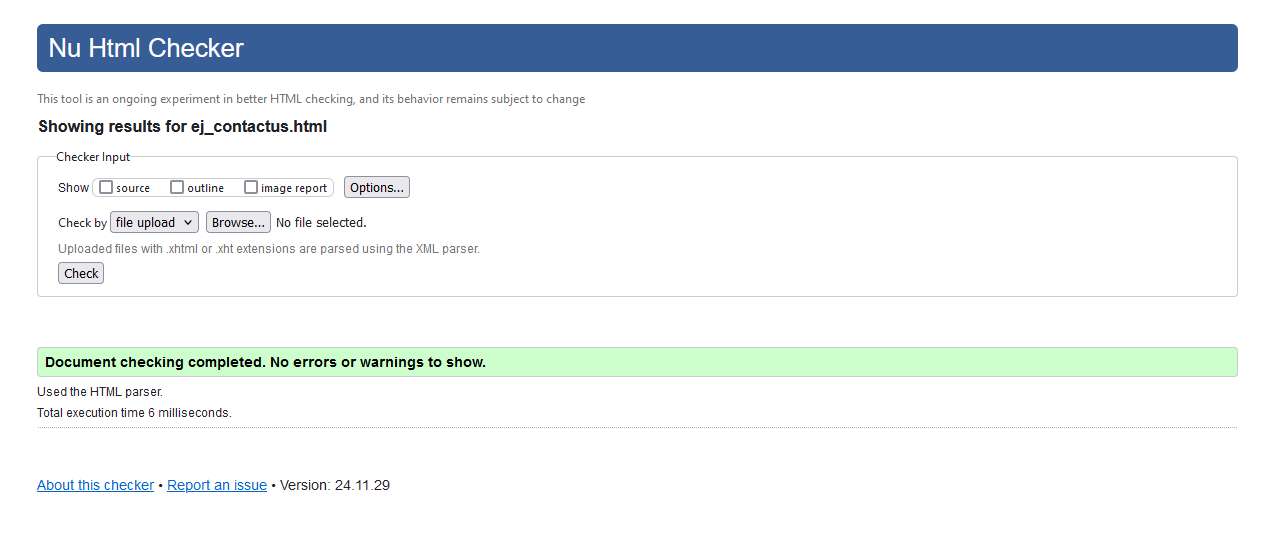 Nu Html Checker
This tool is an ongoing experiment in better HTML checking, and its behavior remains subject to change
Showing results for ej_contactus.html
Checker Input
Show source outline image report Options...
Check by file upload Browse... No file selected.
Uploaded files with .xhtml or .xht extensions are parsed using the XML parser.
Check
Document checking completed. No errors or warnings to show.
Used the HTML parser.
Total execution time 6 milliseconds.
About this checker • Report an issue • Version: 24.11.29